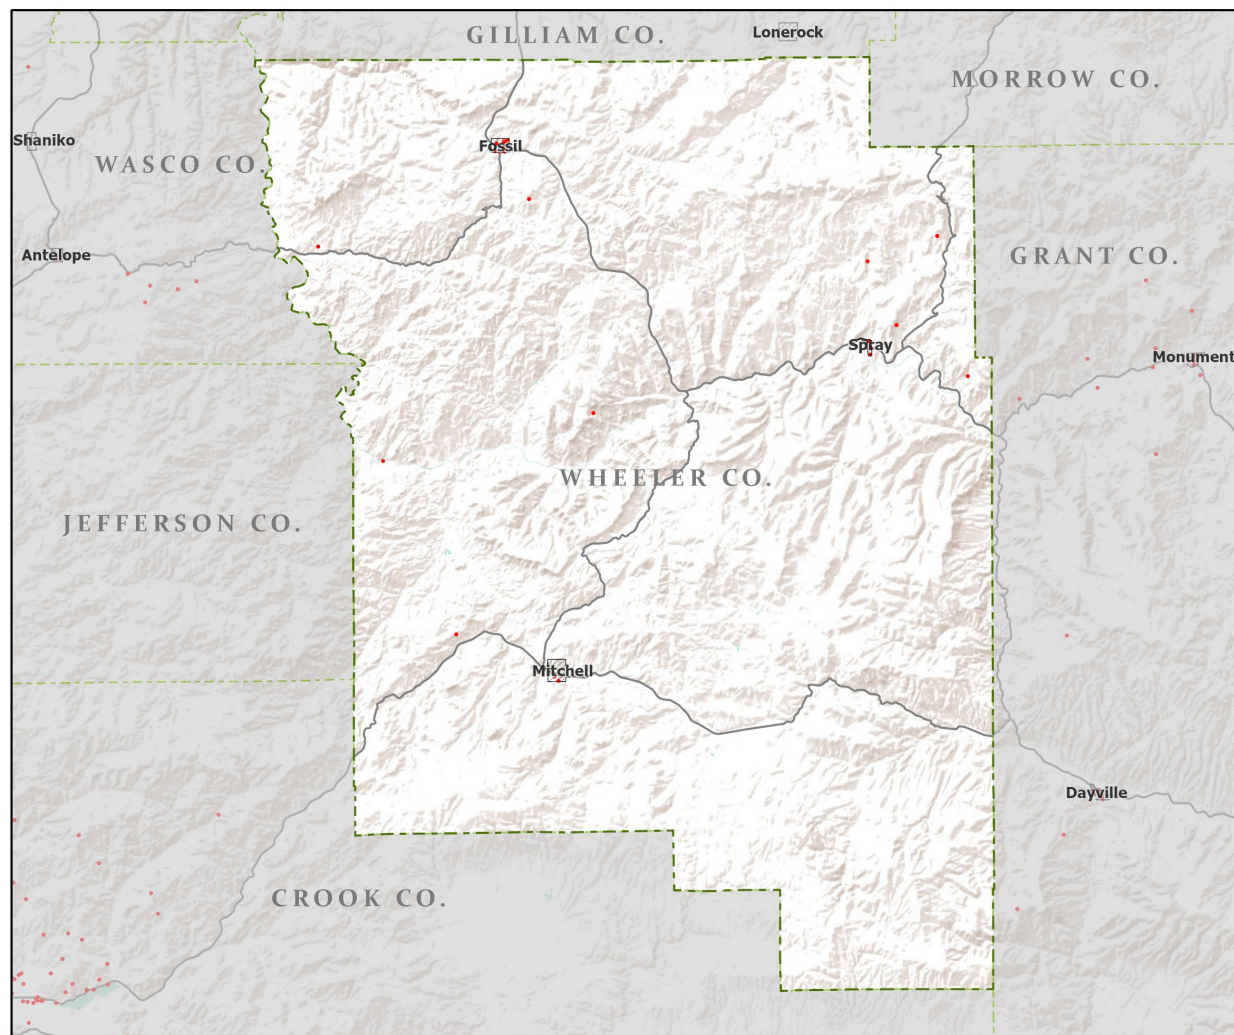 GILLIAM CO.
Lonerock
MORROW CO.
Shaniko
Fossil
WASCO CO.
Antelope
GRANT CO.
Spray
Monument
WHEELER CO.
JEFFERSON CO.
Mitchell
Dayville
CROOK CO.